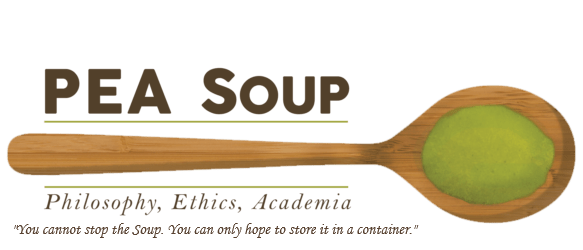 PEA SOUP
Philosophy, Ethics, Academia
"You cannot stop the Soup. You can only hope to store it in a container."